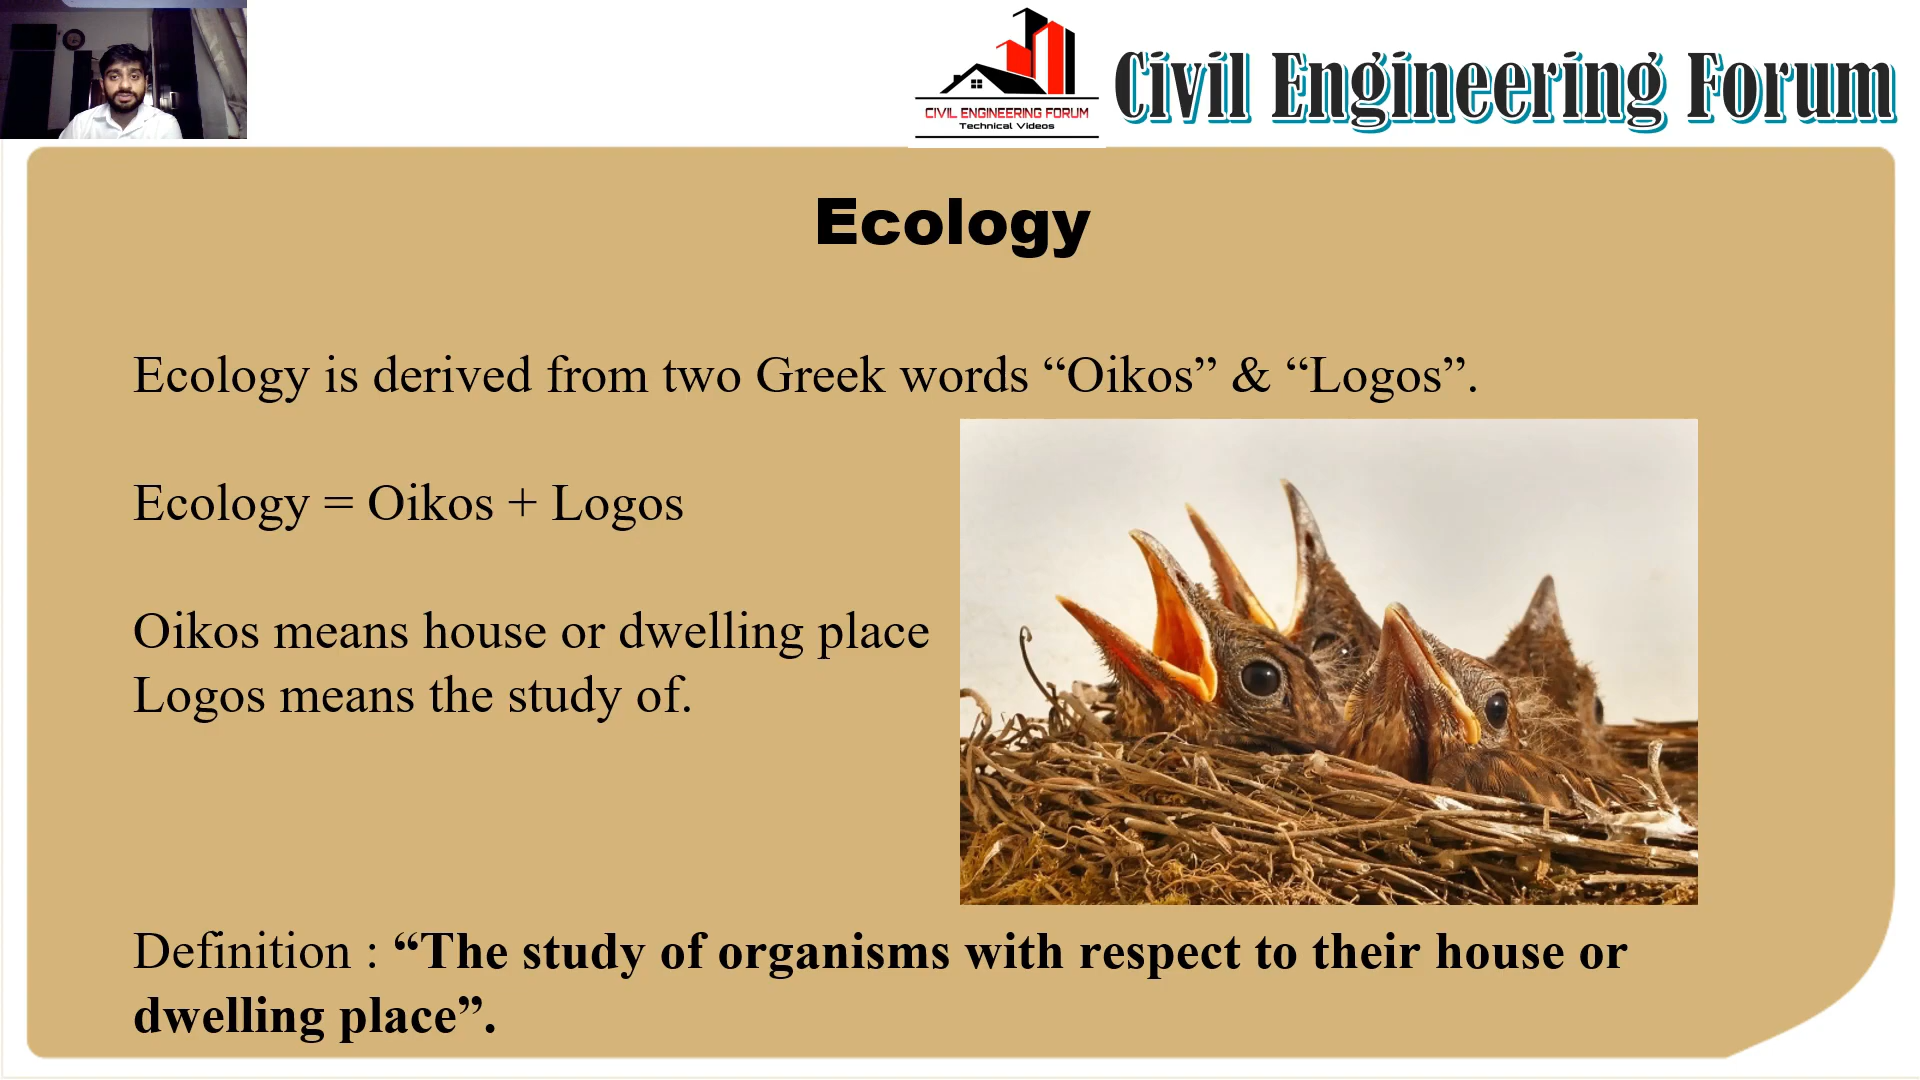 CIVIL ENGINEERING FORUM
Technical Videos
Civil Engineering Forum
Ecology
Ecology is derived from two Greek words “Oikos” & “Logos”.
Ecology = Oikos + Logos
Oikos means house or dwelling place
Logos means the study of.
Definition : “The study of organisms with respect to their house or
dwelling place”.